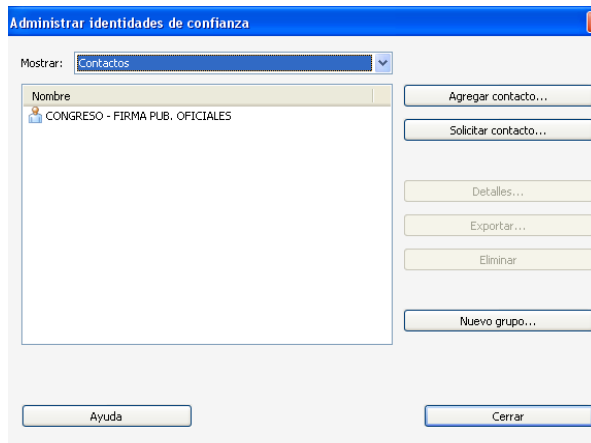 Administrar identidades de confianza
Mostrar: Contactos
Nombre
CONGRESO - FIRMA PUB. OFICIALES
Agregar contacto...
Solicitar contacto...
Detalles...
Exportar...
Eliminar
Nuevo grupo...
Ayuda
Cerrar